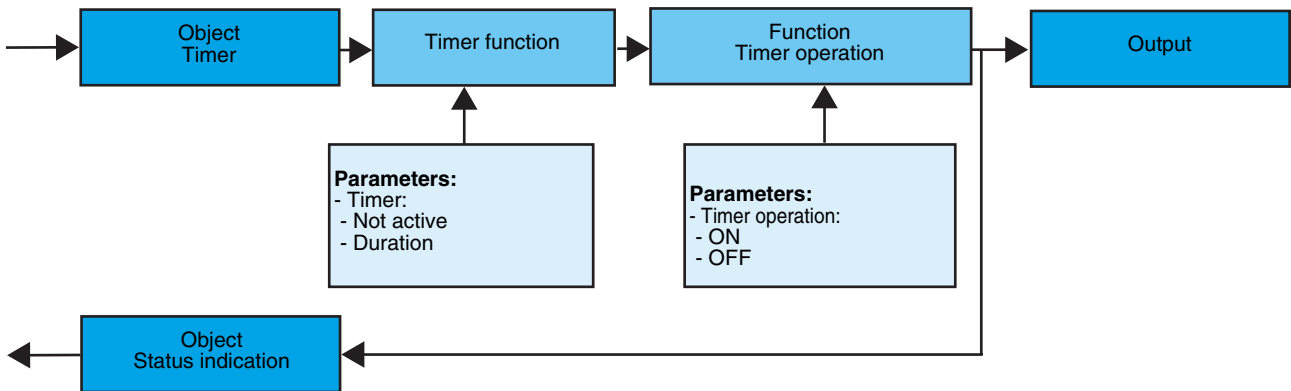 Object
Timer
Timer function
Function
Timer operation
Output
Parameters:
- Timer:
- Not active
- Duration
Parameters:
- Timer operation:
- ON
- OFF
Object
Status indication